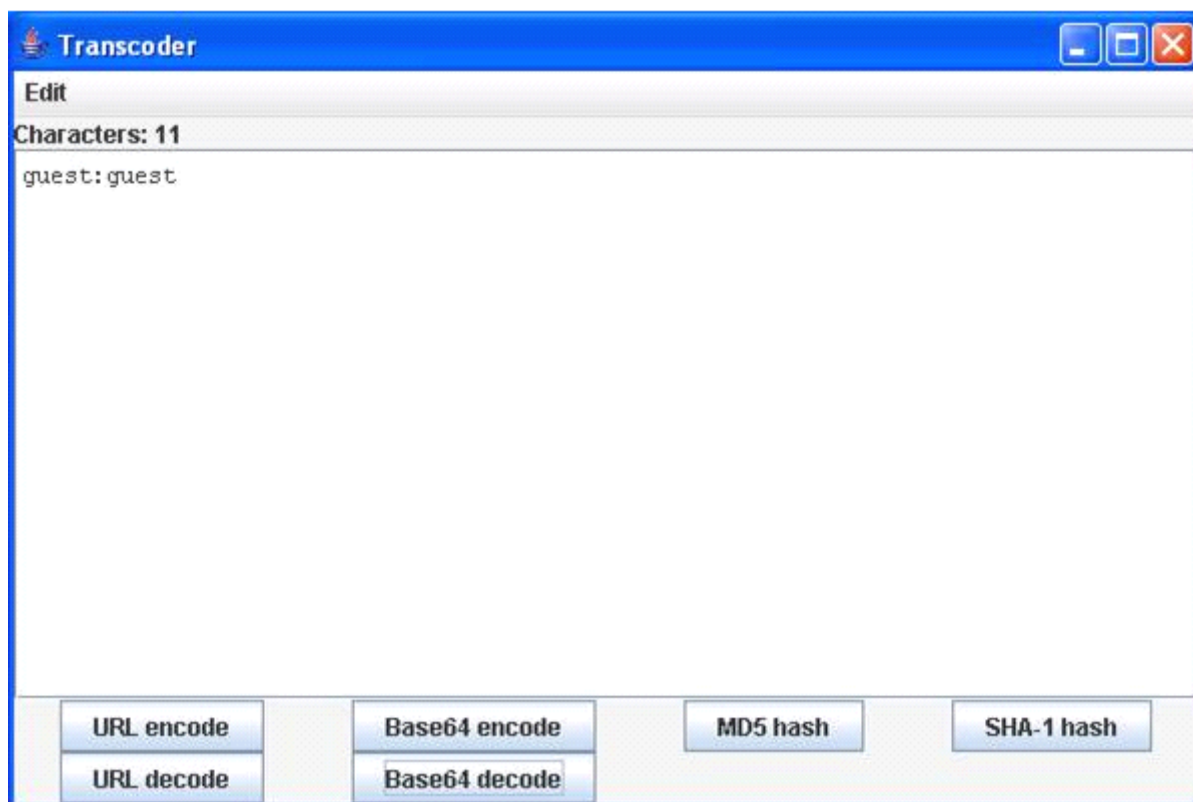 Transcoder
Edit
Characters: 11
guest:guest
URL encode
Base64 encode
MD5 hash
SHA-1 hash
URL decode
Base64 decode